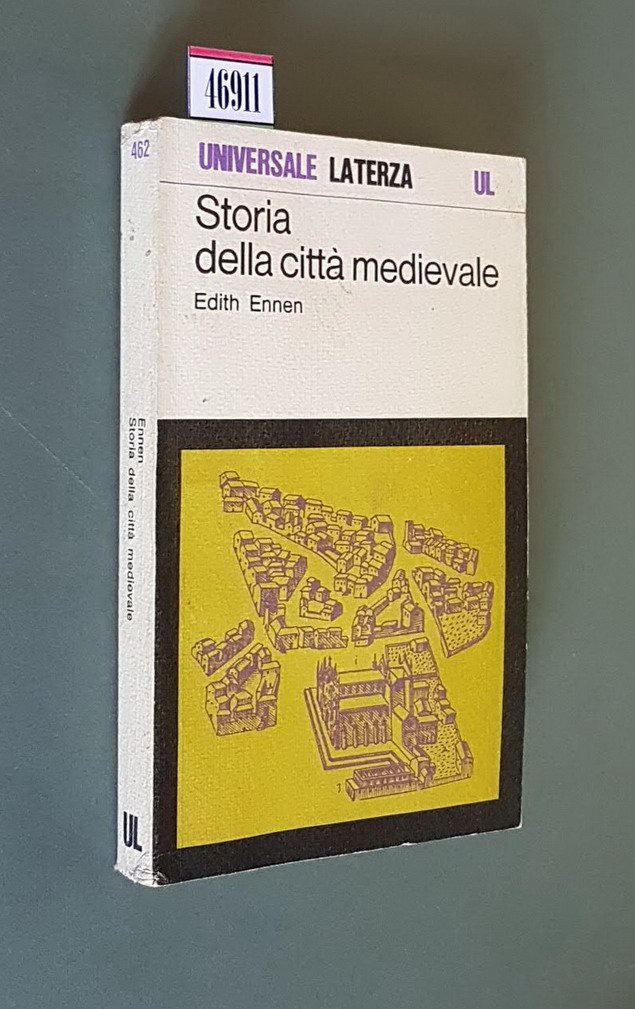 46911
462
UNIVERSALE LATERZA UL
Storia
della città medievale
Edith Ennen
Ennen
Storia della città medievale
UL